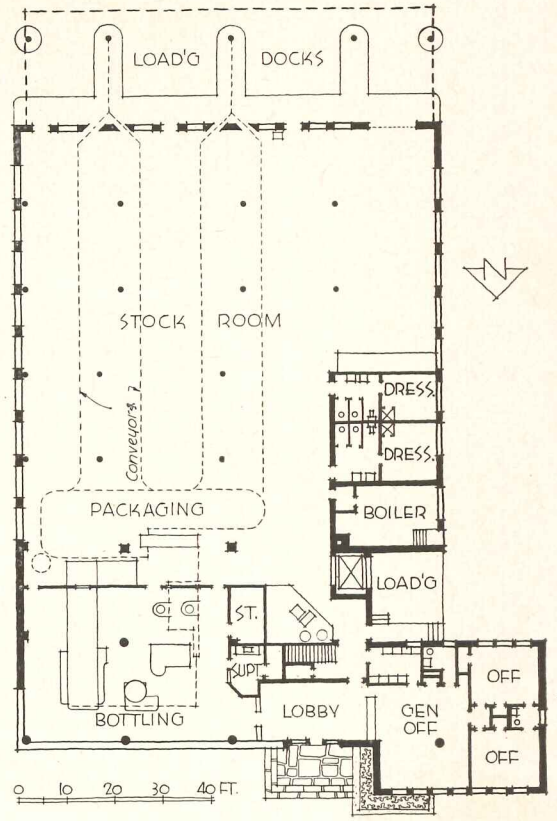 LOAD'G DOCKS
N
STOCK ROOM
Conveyors
DRESS.
DRESS.
PACKAGING
BOILER
LOAD'G
ST.
SUPT
OFF
BOTTLING
LOBBY
GEN OFF
OFF
0 10 20 30 40 FT.